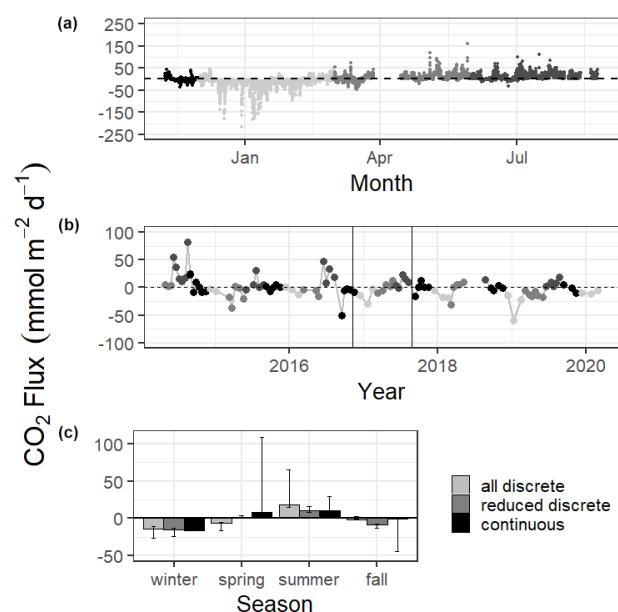 (a)
250
150
50
-50
-150
-250
Jan
Apr
Jul
Month
CO₂ Flux (mmol m⁻² d⁻¹)
(b)
100
50
0
-50
-100
2016
2018
2020
Year
(c)
100
50
0
-50
winter
spring
summer
fall
Season
all discrete
reduced discrete
continuous